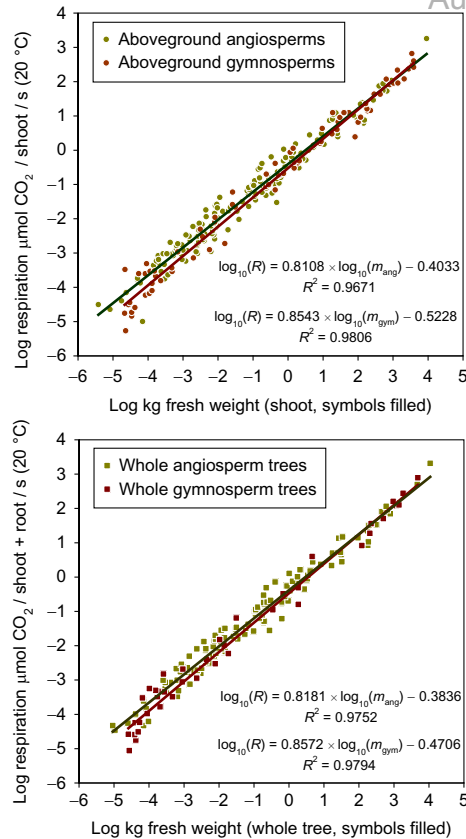 Au
4
3
2
1
0
−1
−2
−3
−4
−5
−6
Log respiration μmol CO₂ / shoot / s (20 °C)
Aboveground angiosperms
Aboveground gymnosperms
log₁₀(R) = 0.8108 × log₁₀(m_ang) − 0.4033
R² = 0.9671
log₁₀(R) = 0.8543 × log₁₀(m_gym) − 0.5228
R² = 0.9806
−6 −5 −4 −3 −2 −1 0 1 2 3 4 5
Log kg fresh weight (shoot, symbols filled)
4
3
2
1
0
−1
−2
−3
−4
−5
−6
Log respiration μmol CO₂ / shoot + root / s (20 °C)
Whole angiosperm trees
Whole gymnosperm trees
log₁₀(R) = 0.8181 × log₁₀(m_ang) − 0.3836
R² = 0.9752
log₁₀(R) = 0.8572 × log₁₀(m_gym) − 0.4706
R² = 0.9794
−6 −5 −4 −3 −2 −1 0 1 2 3 4 5
Log kg fresh weight (whole tree, symbols filled)